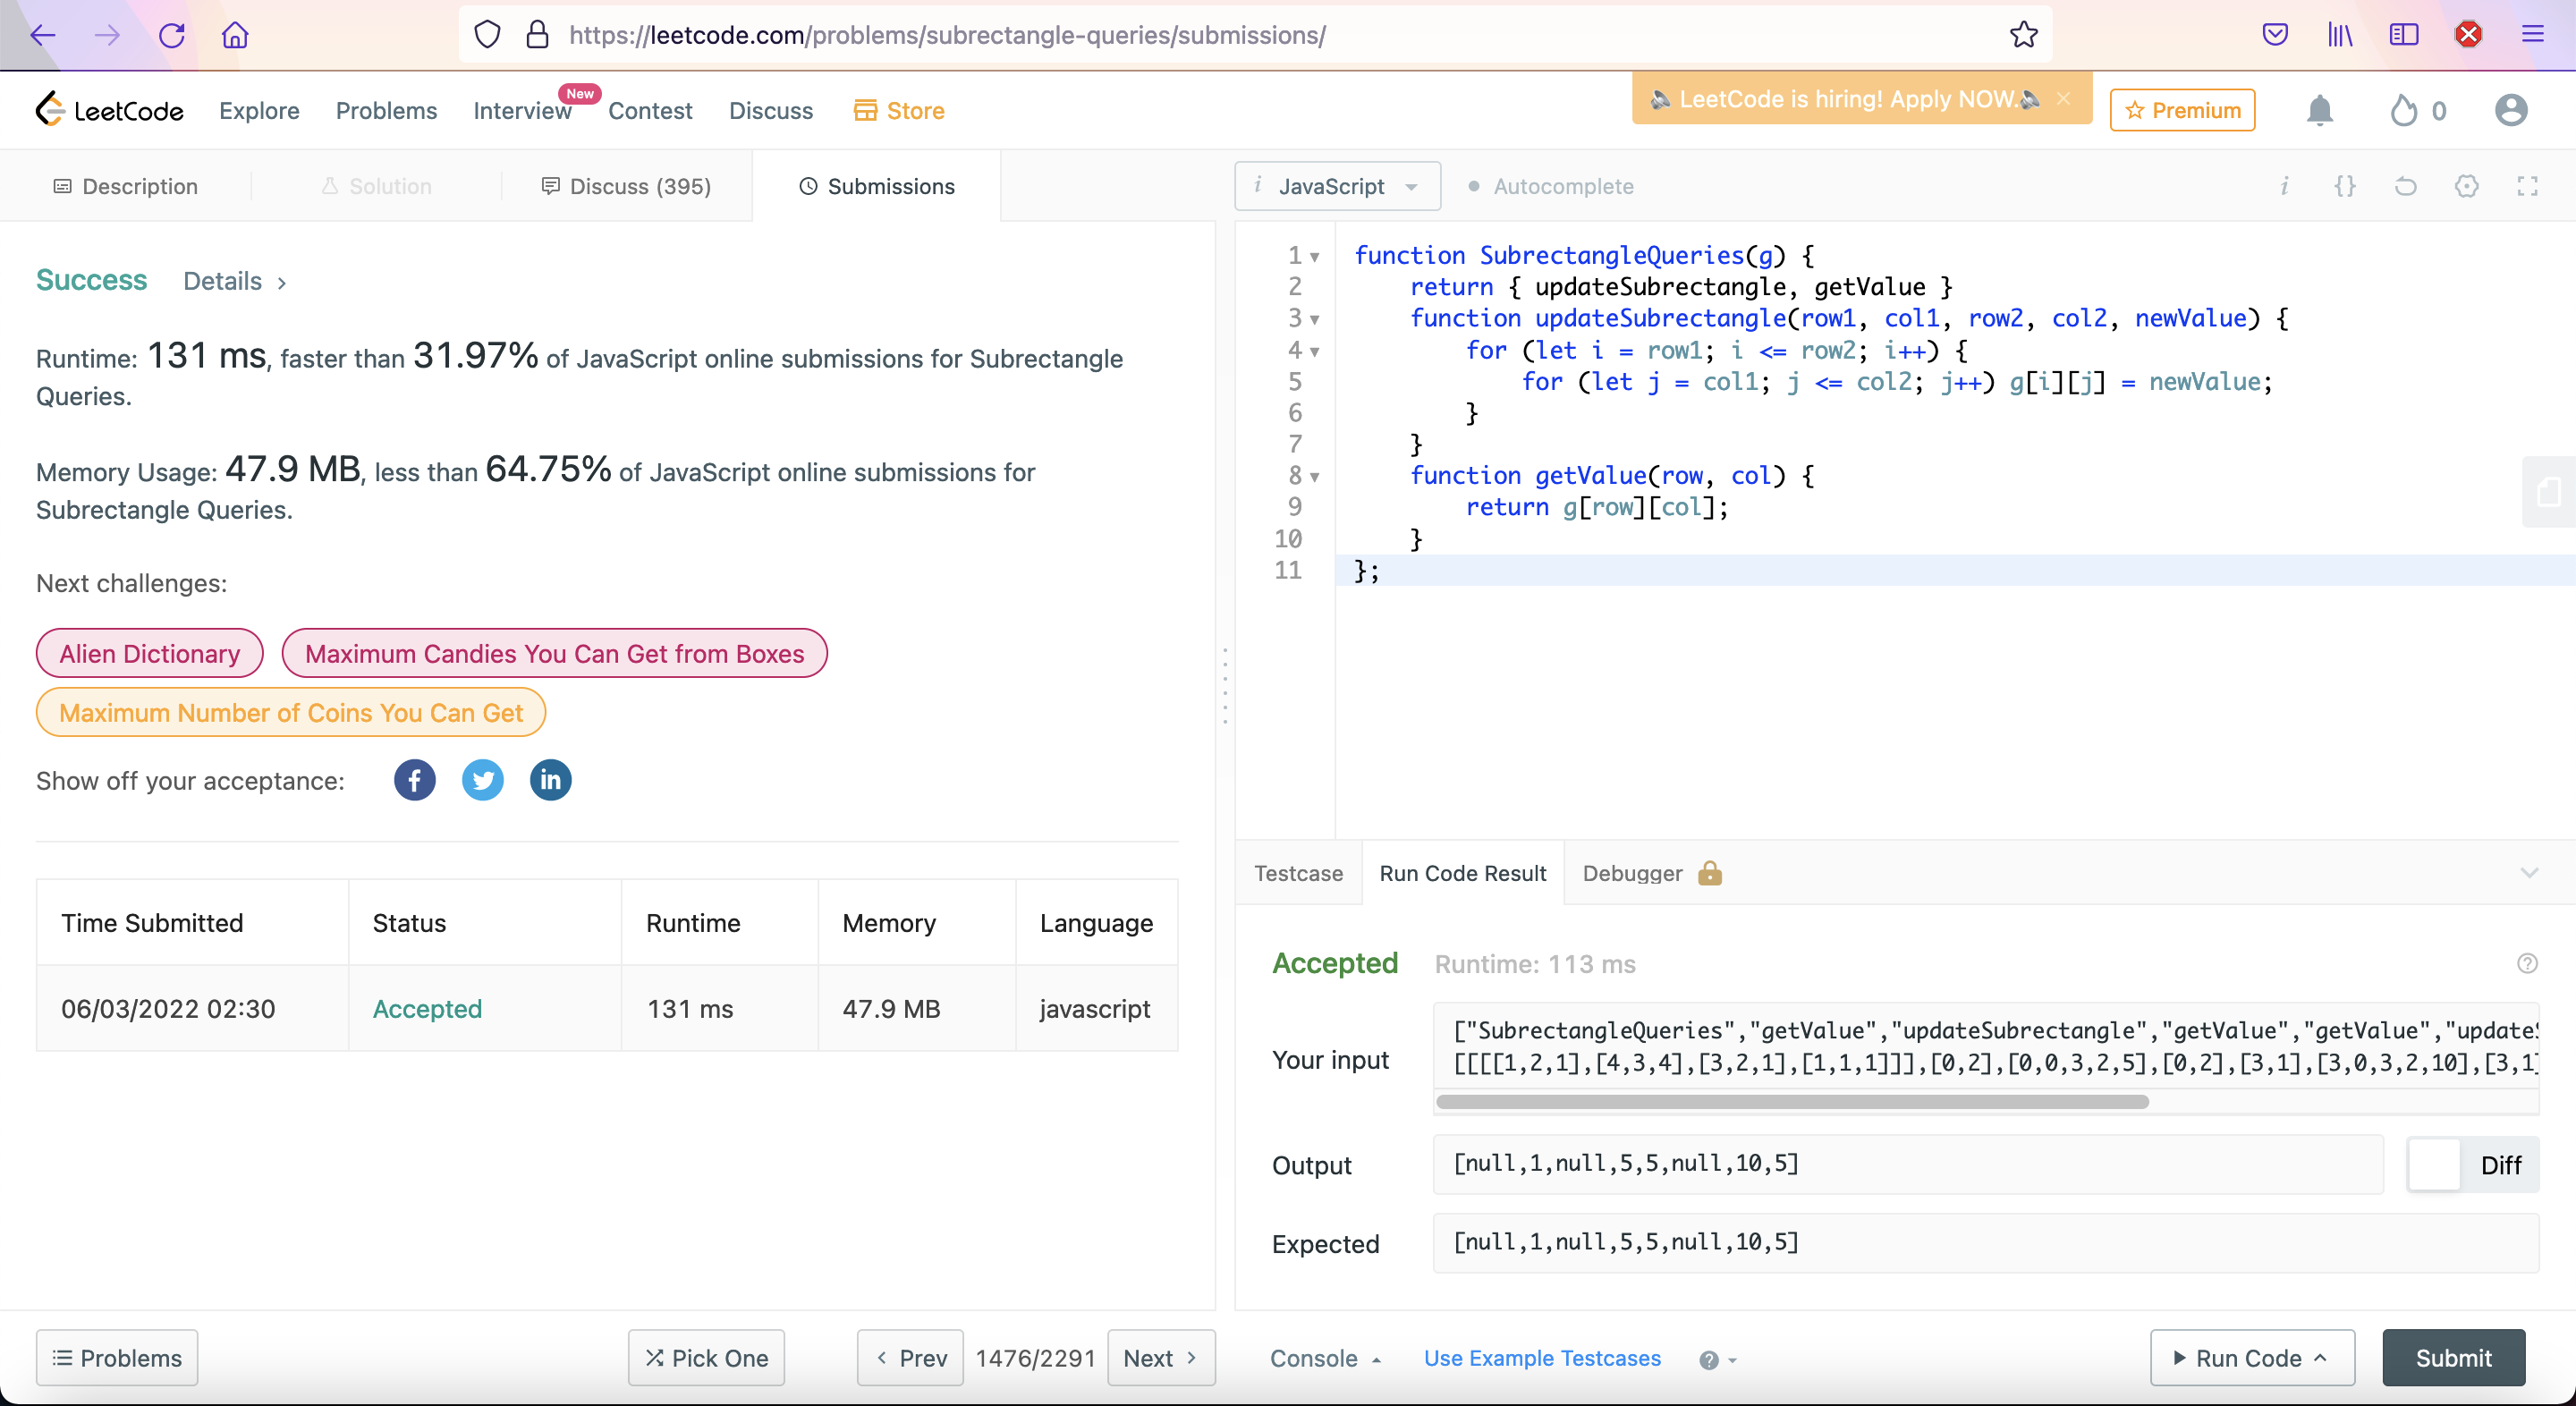 https://leetcode.com/problems/subrectangle-queries/submissions/
LeetCode Explore Problems Interview New Contest Discuss Store
LeetCode is hiring! Apply NOW. Premium 0
Description Solution Discuss (395) Submissions
Success Details
Runtime: 131 ms, faster than 31.97% of JavaScript online submissions for Subrectangle
Queries.
Memory Usage: 47.9 MB, less than 64.75% of JavaScript online submissions for
Subrectangle Queries.
Next challenges:
Alien Dictionary Maximum Candies You Can Get from Boxes
Maximum Number of Coins You Can Get
Show off your acceptance:
Time Submitted Status Runtime Memory Language
06/03/2022 02:30 Accepted 131 ms 47.9 MB javascript
Problems Pick One Prev 1476/2291 Next
i JavaScript Autocomplete
1 function SubrectangleQueries(g) {
2 return { updateSubrectangle, getValue }
3 function updateSubrectangle(row1, col1, row2, col2, newValue) {
4 for (let i = row1; i <= row2; i++) {
5 for (let j = col1; j <= col2; j++) g[i][j] = newValue;
6 }
7 }
8 function getValue(row, col) {
9 return g[row][col];
10 }
11 };
Testcase Run Code Result Debugger
Accepted Runtime: 113 ms
Your input
["SubrectangleQueries","getValue","updateSubrectangle","getValue","getValue","updateS
[[[[1,2,1],[4,3,4],[3,2,1],[1,1,1]]],[0,2],[0,0,3,2,5],[0,2],[3,1],[3,0,3,2,10],[3,1]
Output [null,1,null,5,5,null,10,5] Diff
Expected [null,1,null,5,5,null,10,5]
Console Use Example Testcases Run Code Submit